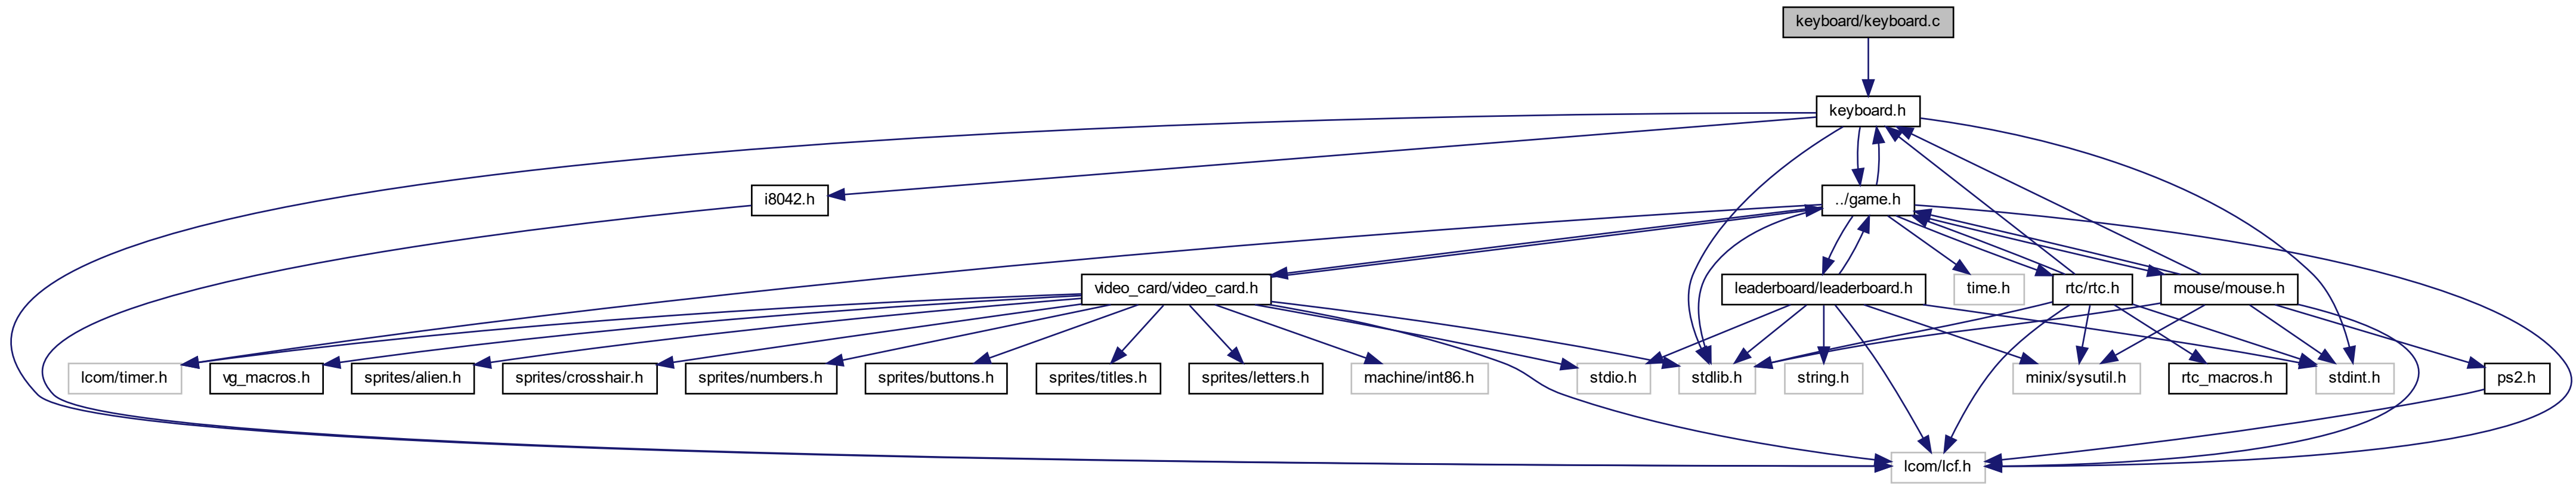 keyboard/keyboard.c
keyboard.h
i8042.h
../game.h
video_card/video_card.h
leaderboard/leaderboard.h
time.h
rtc/rtc.h
mouse/mouse.h
lcom/timer.h
vg_macros.h
sprites/alien.h
sprites/crosshair.h
sprites/numbers.h
sprites/buttons.h
sprites/titles.h
sprites/letters.h
machine/int86.h
stdio.h
stdlib.h
string.h
minix/sysutil.h
rtc_macros.h
stdint.h
ps2.h
lcom/lcf.h